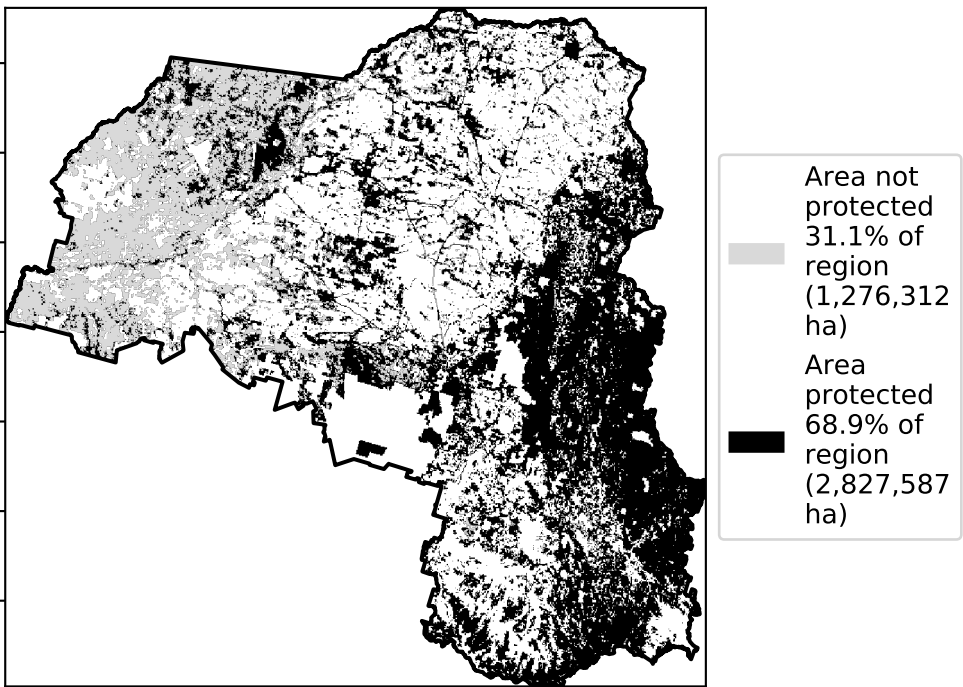 Area not
protected
31.1% of
region
(1,276,312
ha)
Area
protected
68.9% of
region
(2,827,587
ha)